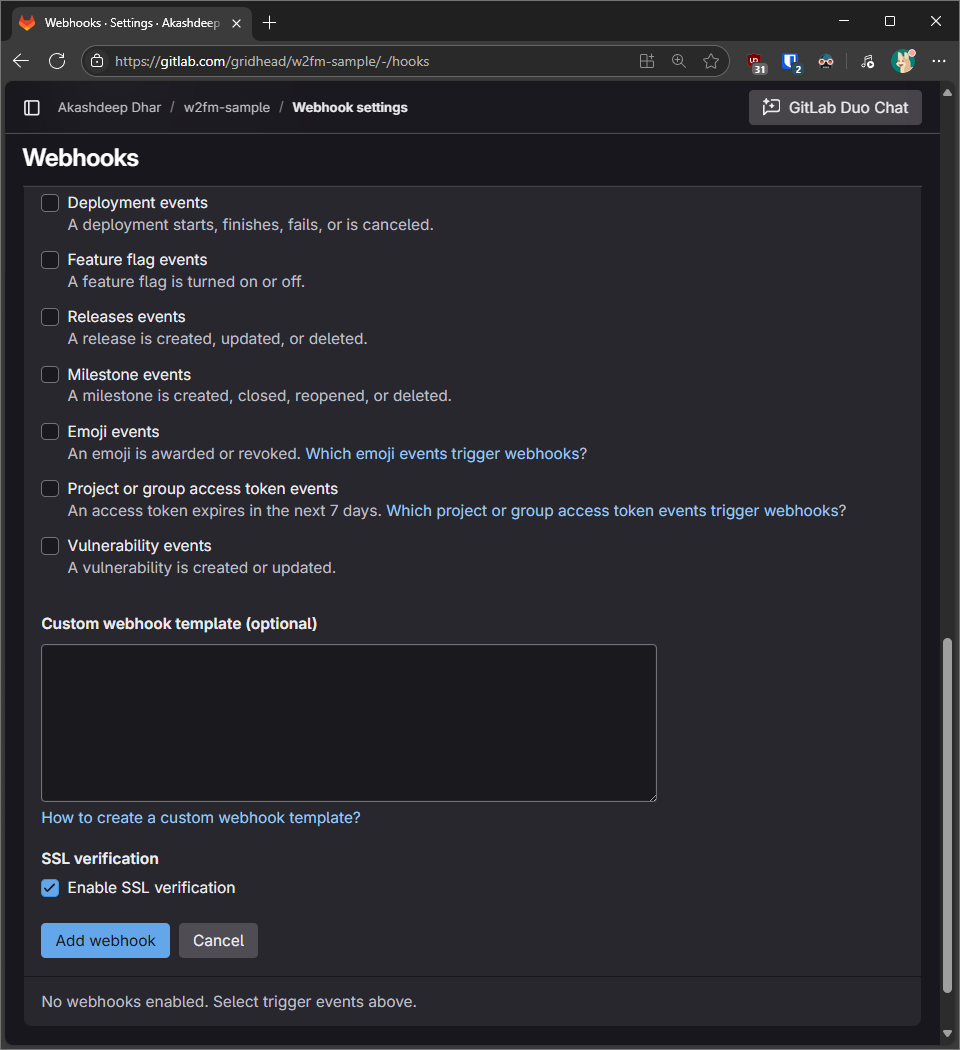 Webhooks · Settings · Akashdeep
https://gitlab.com/gridhead/w2fm-sample/-/hooks
31
2
Akashdeep Dhar / w2fm-sample / Webhook settings
GitLab Duo Chat
Webhooks
Deployment events
A deployment starts, finishes, fails, or is canceled.
Feature flag events
A feature flag is turned on or off.
Releases events
A release is created, updated, or deleted.
Milestone events
A milestone is created, closed, reopened, or deleted.
Emoji events
An emoji is awarded or revoked. Which emoji events trigger webhooks?
Project or group access token events
An access token expires in the next 7 days. Which project or group access token events trigger webhooks?
Vulnerability events
A vulnerability is created or updated.
Custom webhook template (optional)
How to create a custom webhook template?
SSL verification
Enable SSL verification
Add webhook
Cancel
No webhooks enabled. Select trigger events above.